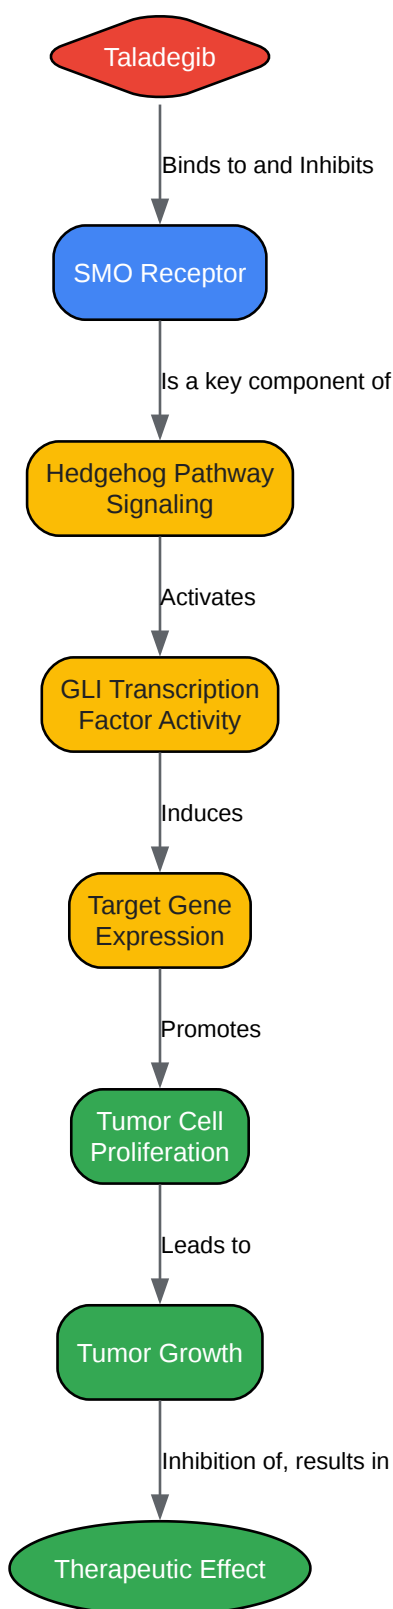 Taladegib
Binds to and Inhibits
SMO Receptor
Is a key component of
Hedgehog Pathway
Signaling
Activates
GLI Transcription
Factor Activity
Induces
Target Gene
Expression
Promotes
Tumor Cell
Proliferation
Leads to
Tumor Growth
Inhibition of, results in
Therapeutic Effect